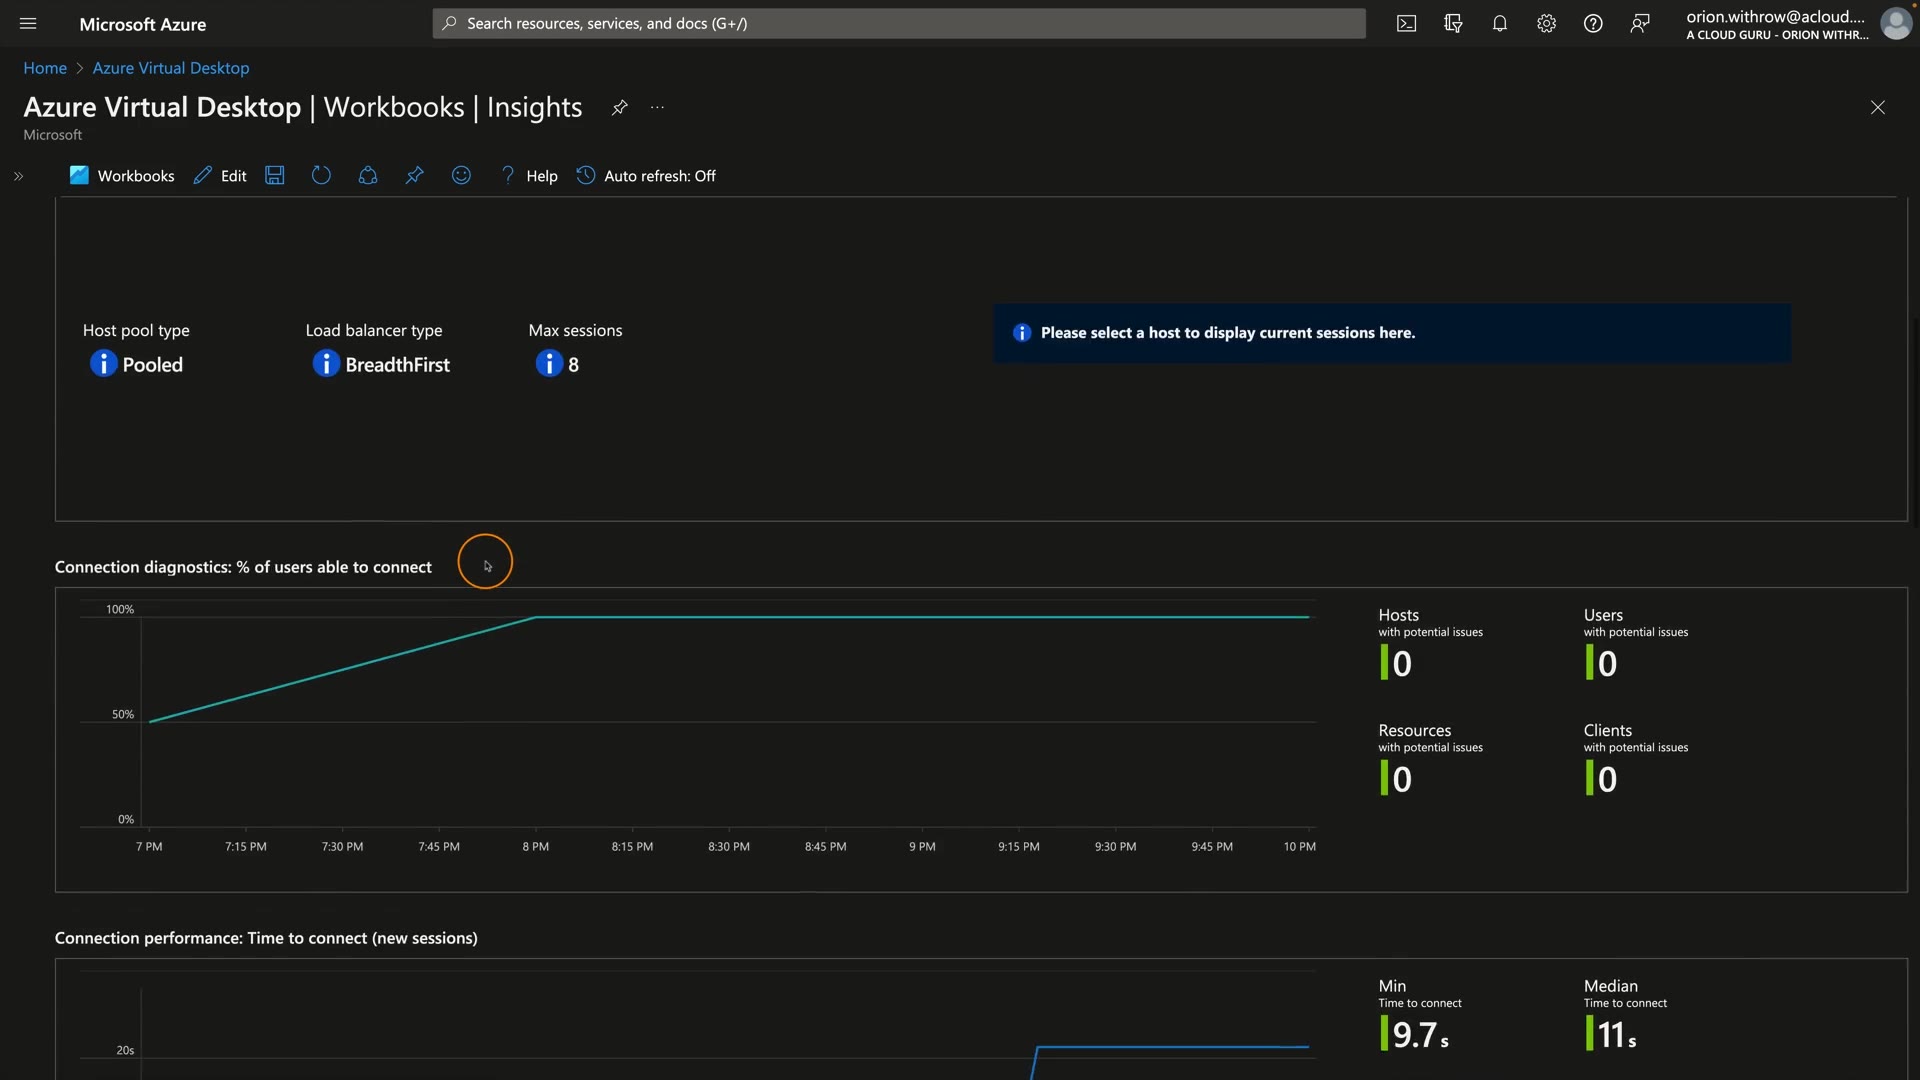 Microsoft Azure
Search resources, services, and docs (G+/)
orion.withrow@acloud....
A CLOUD GURU - ORION WITHR...
Home > Azure Virtual Desktop
Azure Virtual Desktop | Workbooks | Insights
...
Microsoft
Workbooks Edit Help Auto refresh: Off
Host pool type Load balancer type Max sessions
Pooled BreadthFirst 8
Please select a host to display current sessions here.
Connection diagnostics: % of users able to connect
100%
50%
0%
7 PM 7:15 PM 7:30 PM 7:45 PM 8 PM 8:15 PM 8:30 PM 8:45 PM 9 PM 9:15 PM 9:30 PM 9:45 PM 10 PM
Hosts Users
with potential issues with potential issues
0 0
Resources Clients
with potential issues with potential issues
0 0
Connection performance: Time to connect (new sessions)
20s
Min Median
Time to connect Time to connect
9.7 s 11 s